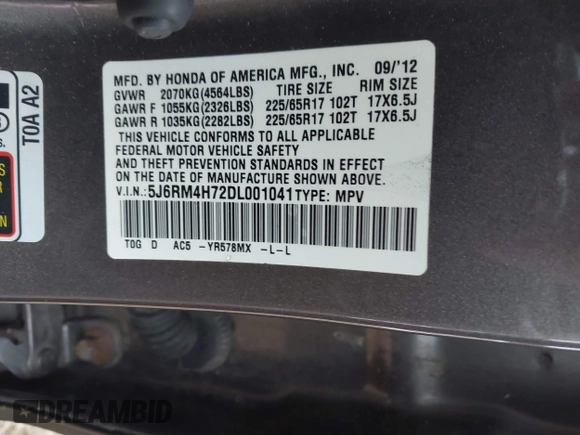 MFD. BY HONDA OF AMERICA MFG., INC. 09/'12
GVWR 2070KG(4564LBS) TIRE SIZE RIM SIZE
GAWR F 1055KG(2326LBS) 225/65R17 102T 17X6.5J
GAWR R 1035KG(2282LBS) 225/65R17 102T 17X6.5J
THIS VEHICLE CONFORMS TO ALL APPLICABLE
FEDERAL MOTOR VEHICLE SAFETY
AND THEFT PREVENTION STANDARDS IN EFFECT
ON THE DATE OF MANUFACTURE SHOWN ABOVE.
V.I.N.: 5J6RM4H72DL001041 TYPE: MPV
T0G D AC5 -YR578MX -L-L
T0A A2
DREAMBID